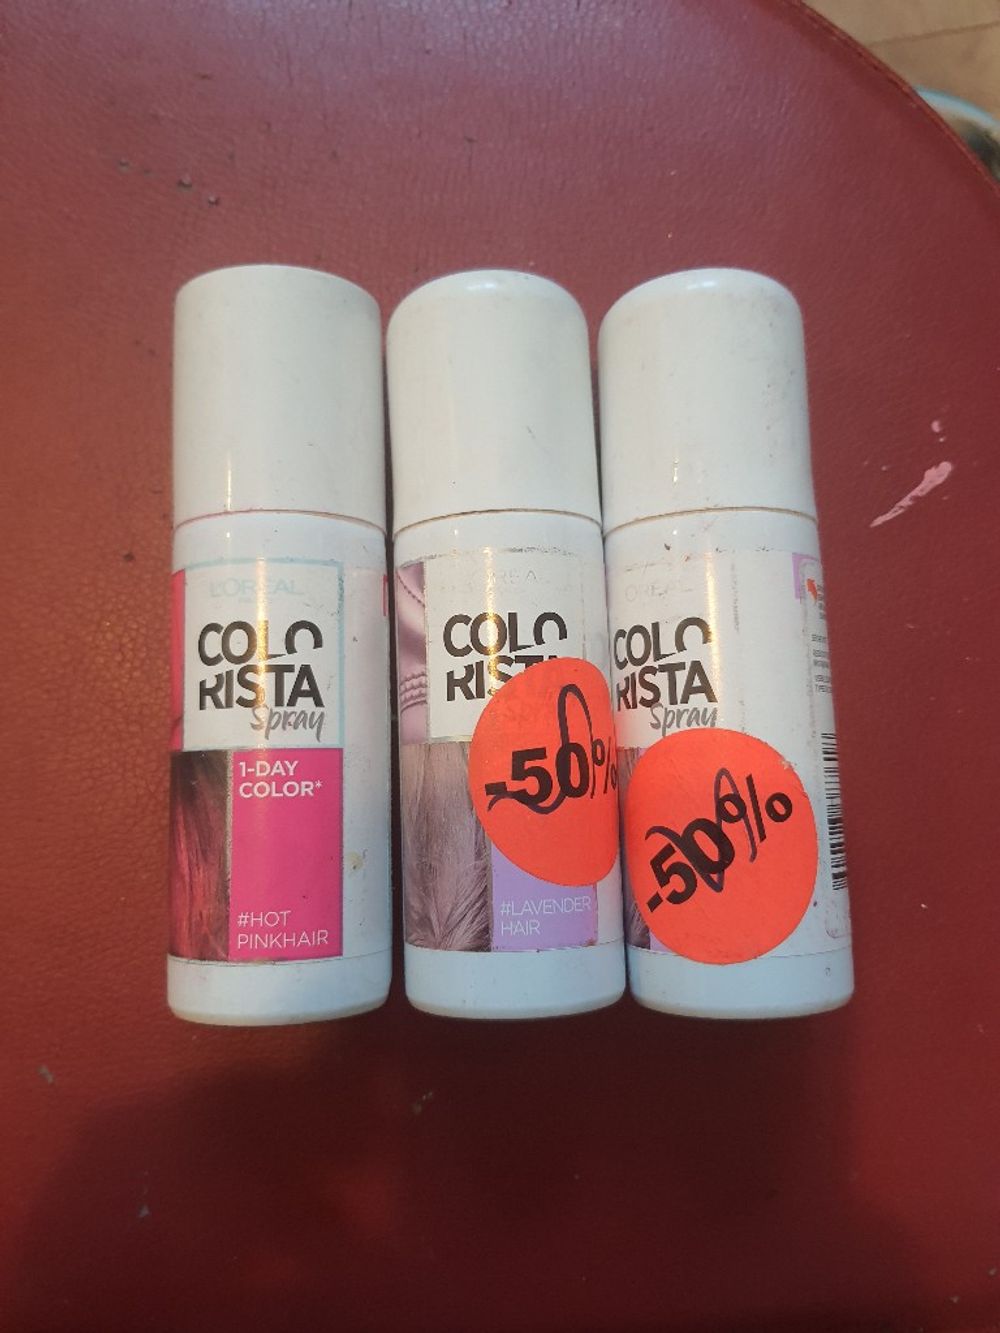 L'ORÉAL
COLO
RISTA
Spray
1-DAY
COLOR*
#HOT
PINKHAIR
COLO
RISTA
-50%
#LAVENDER
HAIR
ORÉAL
COLO
RISTA
Spray
-50%